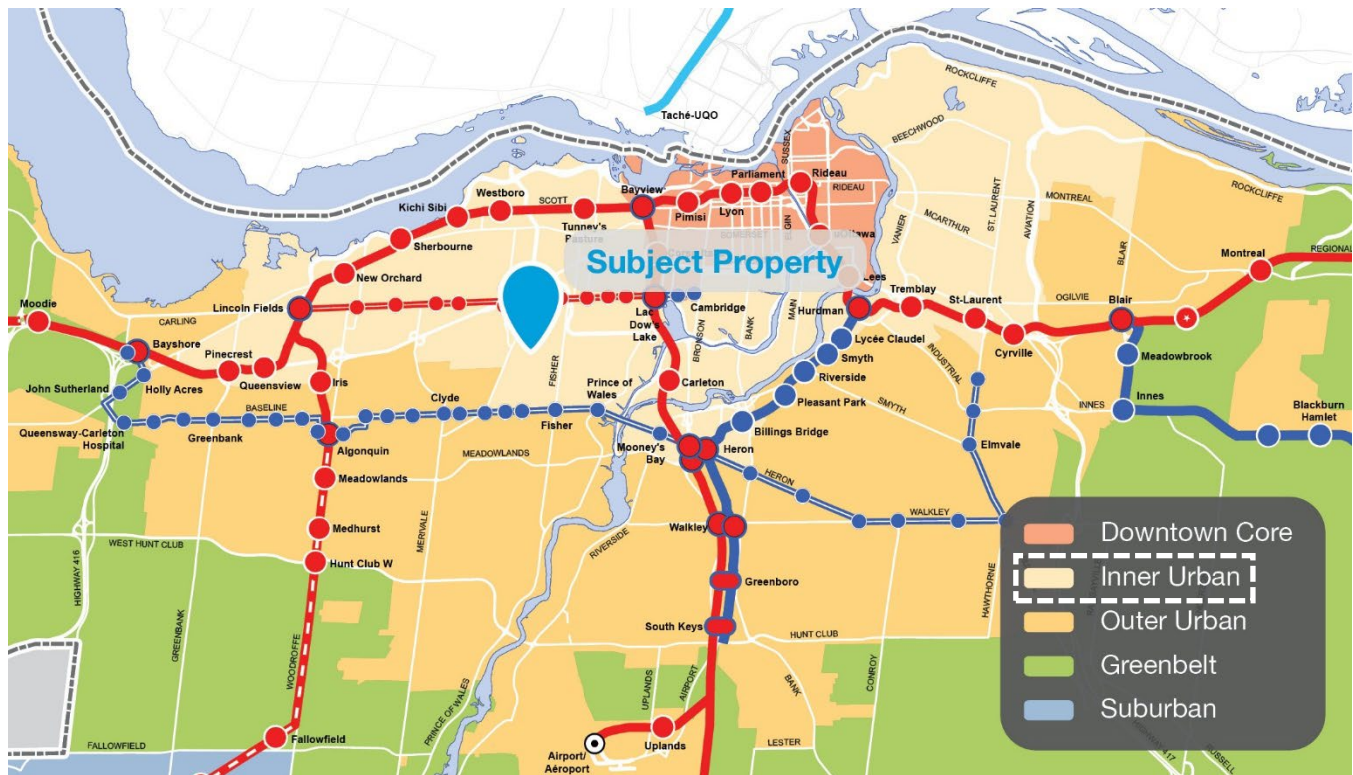 ROCKCLIFFE
Taché-UQO
SUSSEX
BEECHWOOD
Parliament
Rideau
RIDEAU
Westboro
SCOTT
Bayview
Pimisi
Lyon
Kichi Sibi
Tunney's
ELGIN
VANIER
MCARTHUR
ST. LAURENT
AVIATION
MONTREAL
ROCKCLIFFE
BLAIR
Sherbourne
Subject Property
Montreal
REGIONAL
New Orchard
Lees
Tremblay
St-Laurent
OGILVIE
Blair
Moodie
Lincoln Fields
CARLING
Lac
Dow's
Lake
Cambridge
BRONSON
BANK
MAIN
Hurdman
Cyrville
Bayshore
Pinecrest
Queensview
Lycée Claudel
Smyth
Meadowbrook
John Sutherland
Holly Acres
Iris
FISHER
Prince of
Wales
Carleton
Riverside
INDUSTRIAL
Pleasant Park
SMYTH
INNES
Innes
Blackburn
Hamlet
BASELINE
Clyde
Queensway-Carleton
Hospital
Greenbank
Algonquin
Fisher
Billings Bridge
Mooney's
Bay
Heron
Elmvale
MEADOWLANDS
Meadowlands
HERON
Medhurst
MERIVALE
Walkley
WALKLEY
WEST HUNT CLUB
Hunt Club W
RIVERSIDE
HIGHWAY 416
GREENBANK
WOODROFFE
Greenboro
HAWTHORNE
South Keys
HUNT CLUB
PRINCE OF WALES
UPLANDS
AIRPORT
BANK
CONROY
Fallowfield
FALLOWFIELD
Airport/
Aéroport
Uplands
LESTER
Downtown Core
Inner Urban
Outer Urban
Greenbelt
Suburban
HIGHWAY 417
RUSSELL